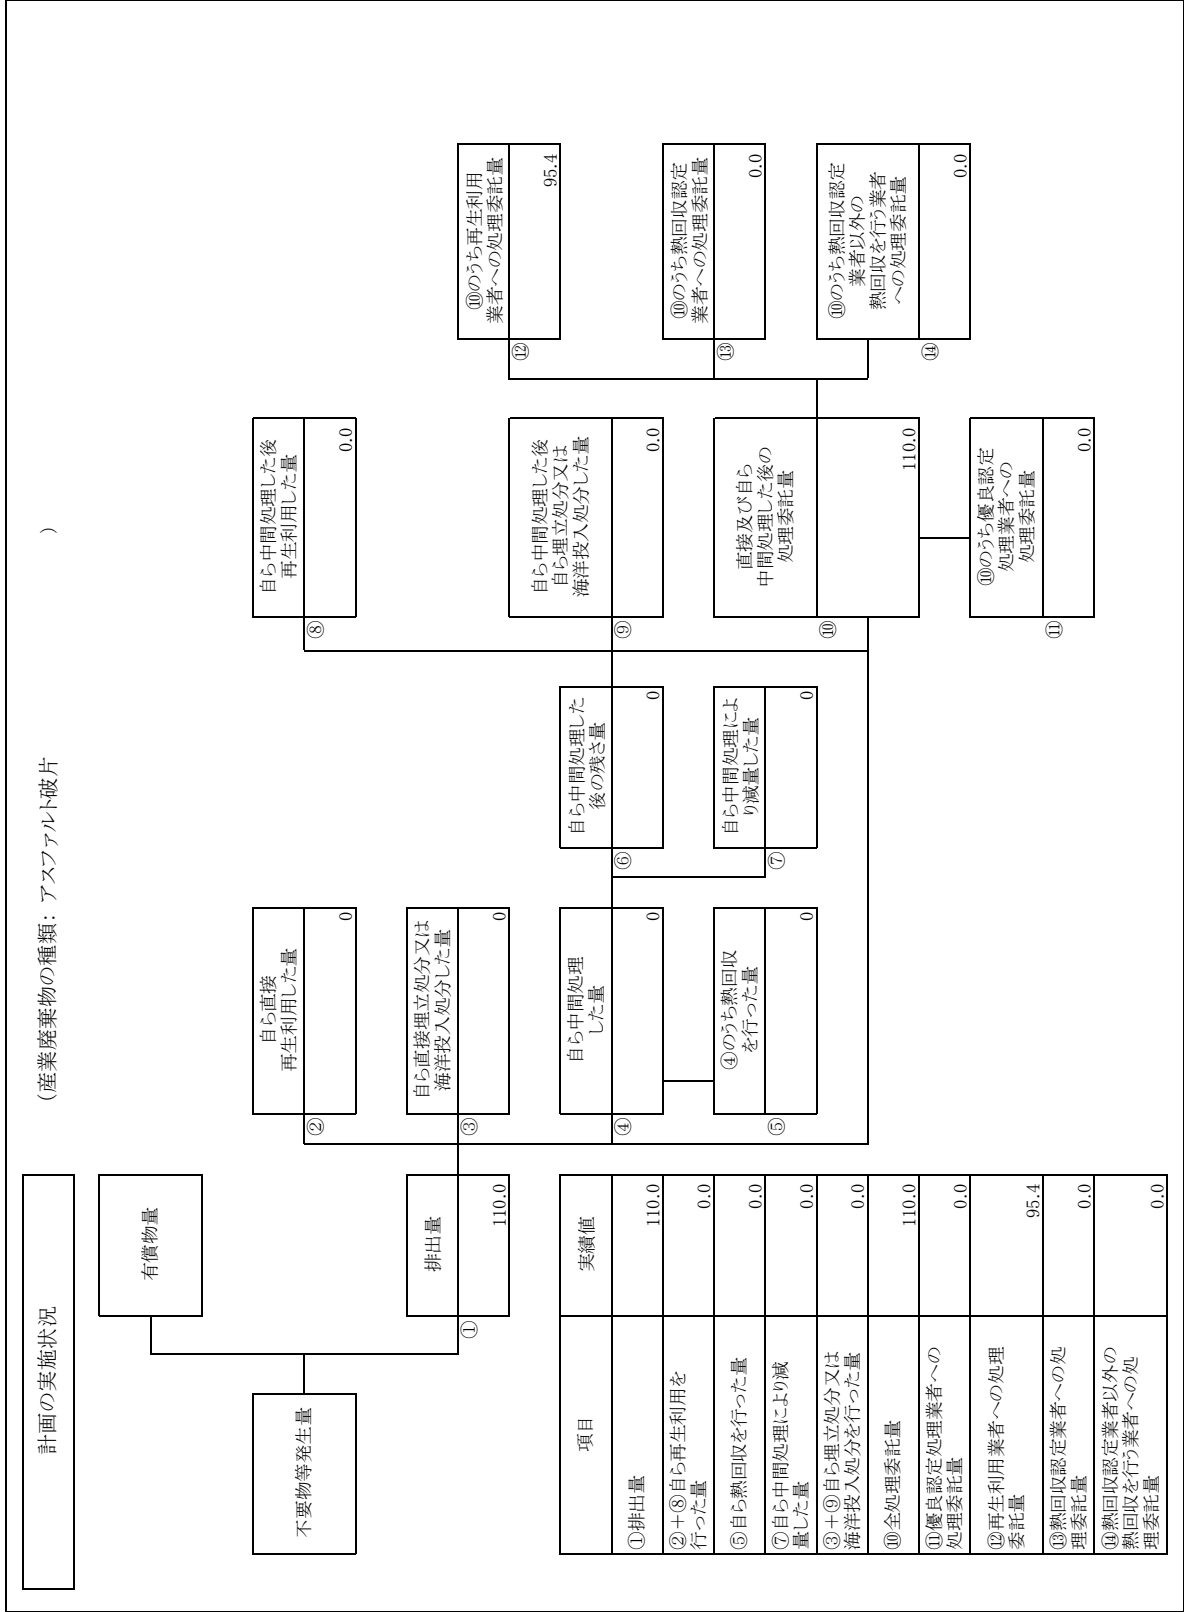 計画の実施状況
(産業廃棄物の種類： アスファルト破片
)
不要物等発生量
有償物量
排出量
①
110.0
自ら直接
再生利用した量
②
0
自ら直接埋立処分又は
海洋投入処分した量
③
0
自ら中間処理
した量
④
0
④のうち熱回収
を行った量
⑤
0
自ら中間処理した
後の残さ量
⑥
0
自ら中間処理によ
り減量した量
⑦
0
自ら中間処理した後
再生利用した量
⑧
0.0
自ら中間処理した後
自ら埋立処分又は
海洋投入処分した量
⑨
0.0
直接及び自ら
中間処理した後の
処理委託量
⑩
110.0
⑩のうち優良認定
処理業者への
処理委託量
⑪
0.0
⑩のうち再生利用
業者への処理委託量
⑫
95.4
⑩のうち熱回収認定
業者への処理委託量
⑬
0.0
⑩のうち熱回収認定
業者以外の
熱回収を行う業者
への処理委託量
⑭
0.0
項目
実績値
①排出量
110.0
②＋⑧自ら再生利用を
行った量
0.0
⑤自ら熱回収を行った量
0.0
⑦自ら中間処理により減
量した量
0.0
③＋⑨自ら埋立処分又は
海洋投入処分を行った量
0.0
⑩全処理委託量
110.0
⑪優良認定処理業者への
処理委託量
0.0
⑫再生利用業者への処理
委託量
95.4
⑬熱回収認定業者への処
理委託量
0.0
⑭熱回収認定業者以外の
熱回収を行う業者への処
理委託量
0.0